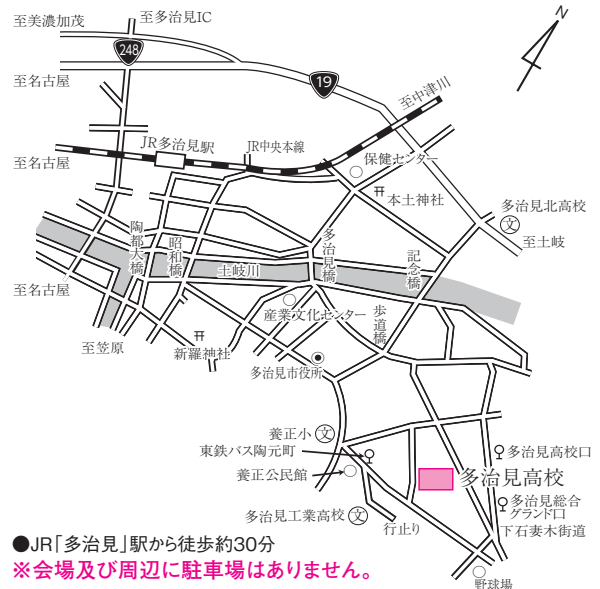 至美濃加茂
至多治見IC
N
248
至名古屋
19
至中津川
至名古屋
JR多治見駅
JR中央本線
保健センター
本土神社
多治見北高校
文
至土岐
陶都大橋
昭和橋
土岐川
多治見橋
記念橋
至名古屋
産業文化センター
歩道橋
至笠原
新羅神社
多治見市役所
養正小
文
東鉄バス陶元町
養正公民館
多治見高校口
多治見高校
多治見総合
グランド口
多治見工業高校
文
行止り
下石妻木街道
野球場
●JR「多治見」駅から徒歩約30分
※会場及び周辺に駐車場はありません。